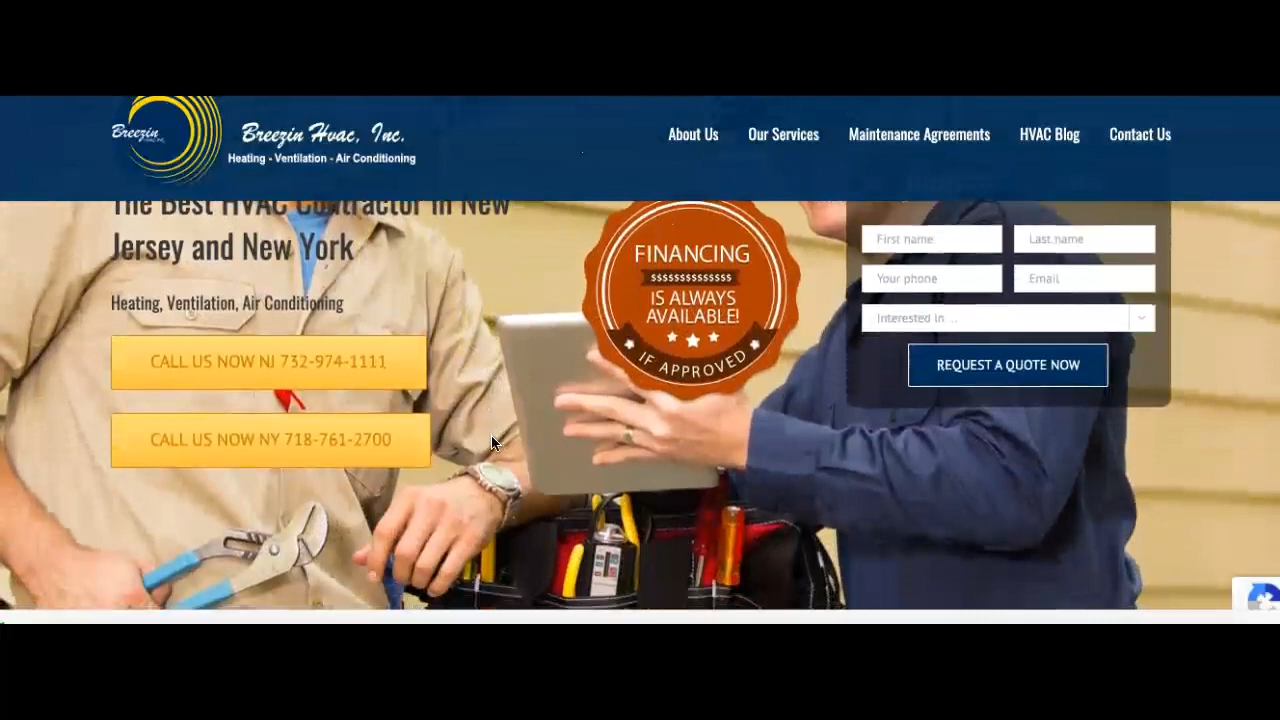 Breezin
Breezin Hvac, Inc.
Heating - Ventilation - Air Conditioning
About Us
Our Services
Maintenance Agreements
HVAC Blog
Contact Us
The Best HVAC Contractor in New
Jersey and New York
Heating, Ventilation, Air Conditioning
CALL US NOW NJ 732-974-1111
CALL US NOW NY 718-761-2700
FINANCING
$$$$$$$$$$$$$$
IS ALWAYS
AVAILABLE!
IF APPROVED
First name
Last name
Your phone
Email
Interested in ...
REQUEST A QUOTE NOW